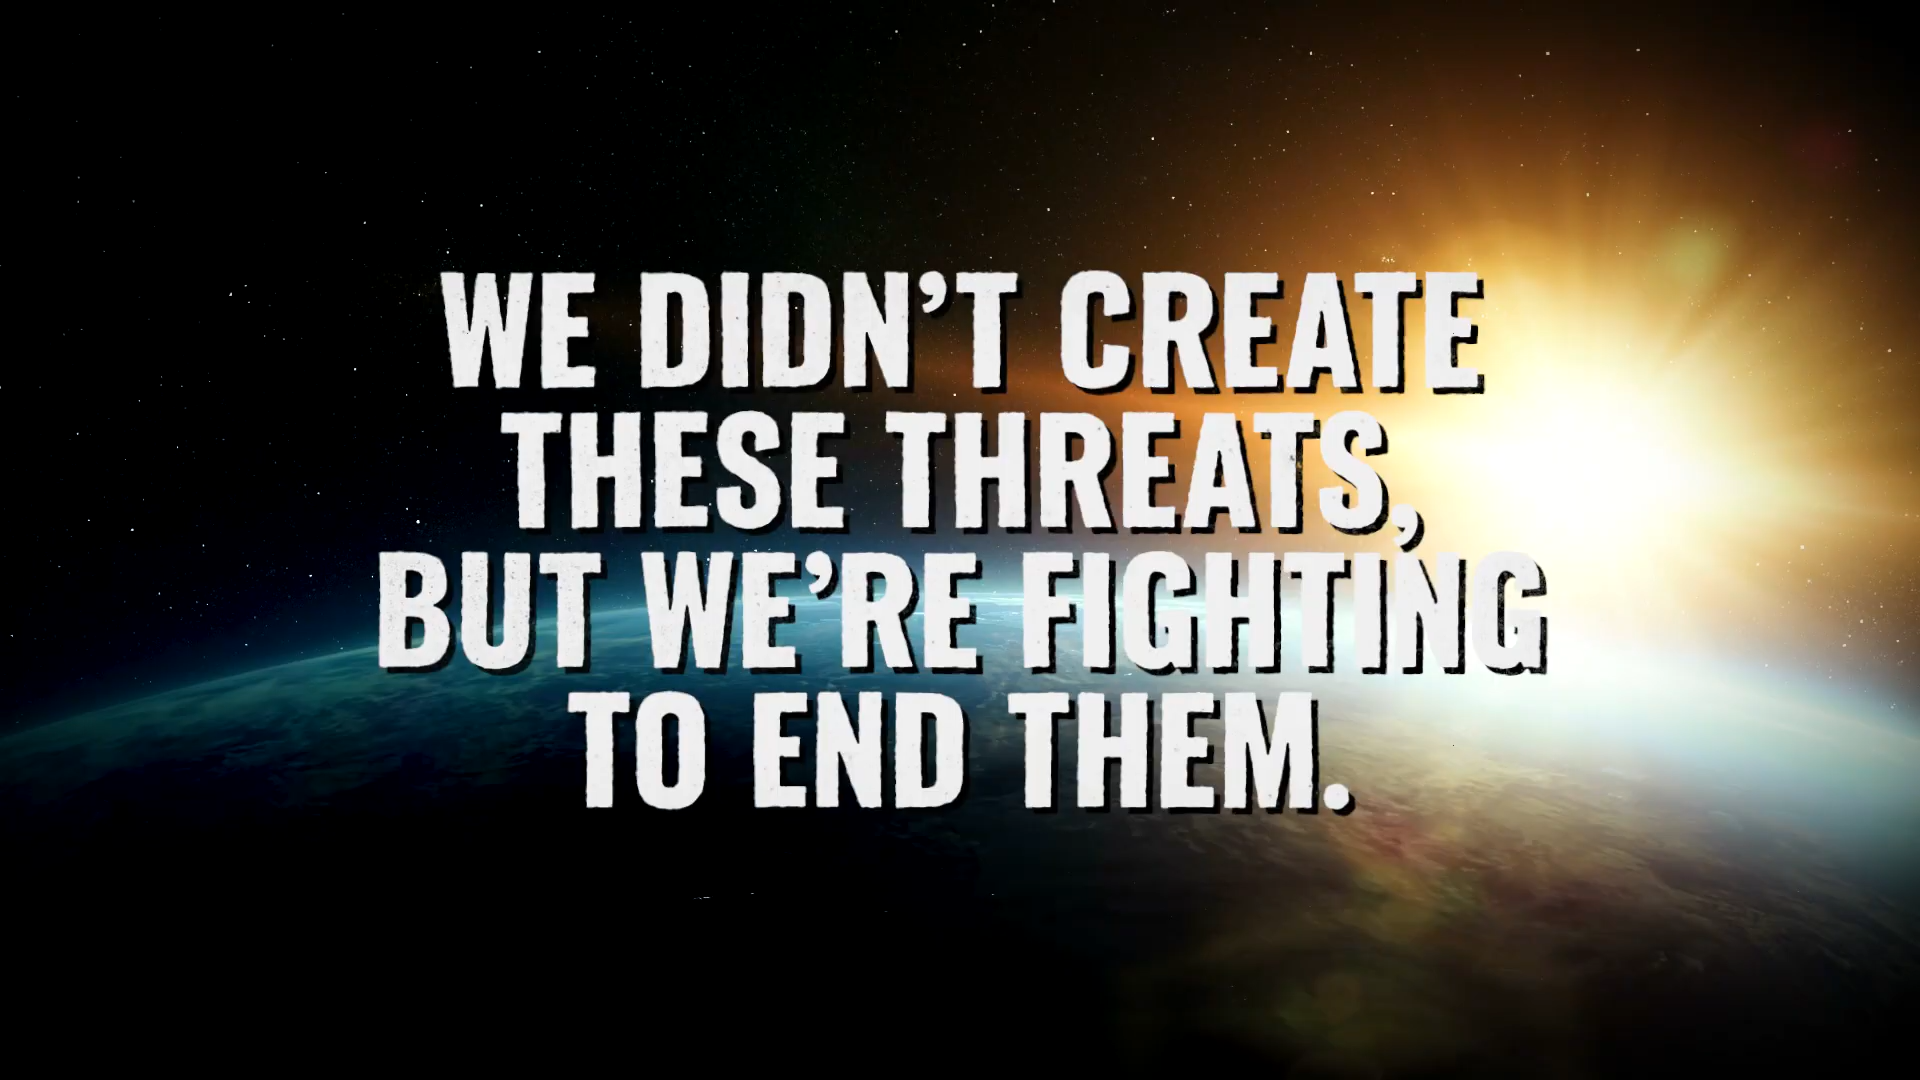 WE DIDN’T CREATE
THESE THREATS,
BUT WE’RE FIGHTING
TO END THEM.